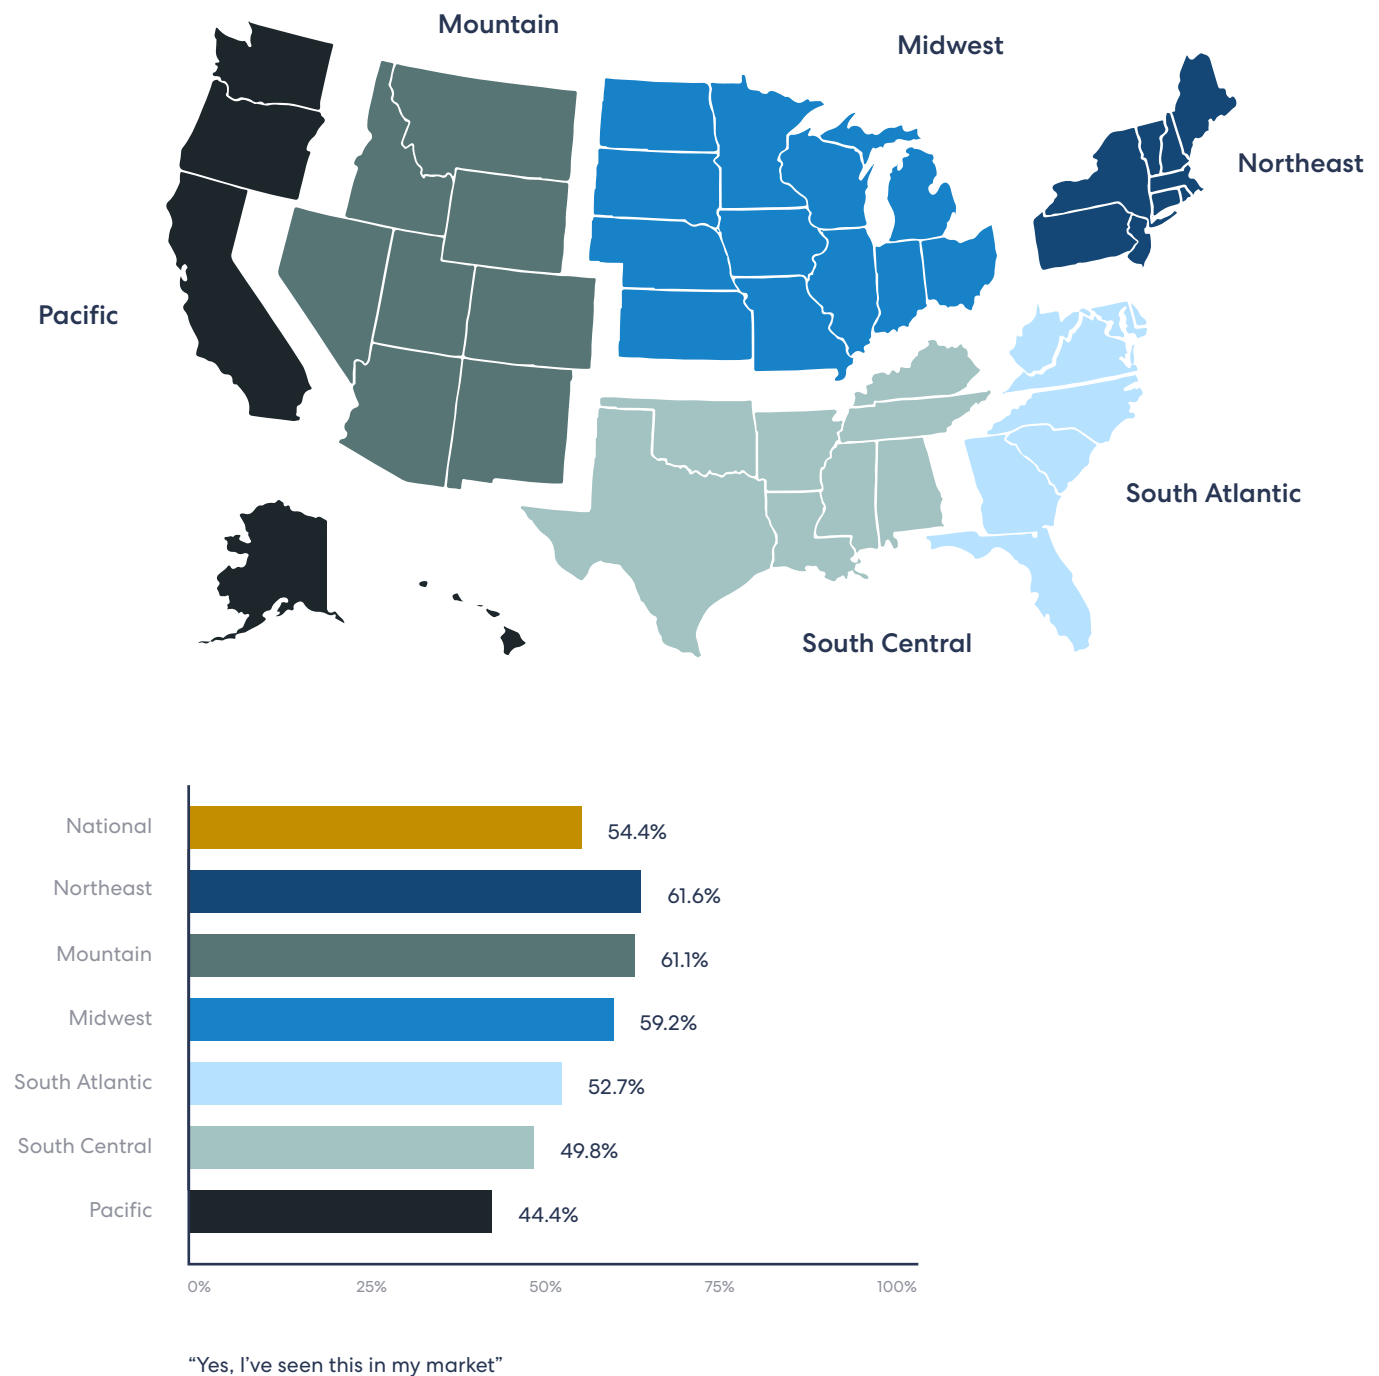 Mountain
Midwest
Northeast
Pacific
South Atlantic
South Central
National 54.4%
Northeast 61.6%
Mountain 61.1%
Midwest 59.2%
South Atlantic 52.7%
South Central 49.8%
Pacific 44.4%
0% 25% 50% 75% 100%
“Yes, I’ve seen this in my market”